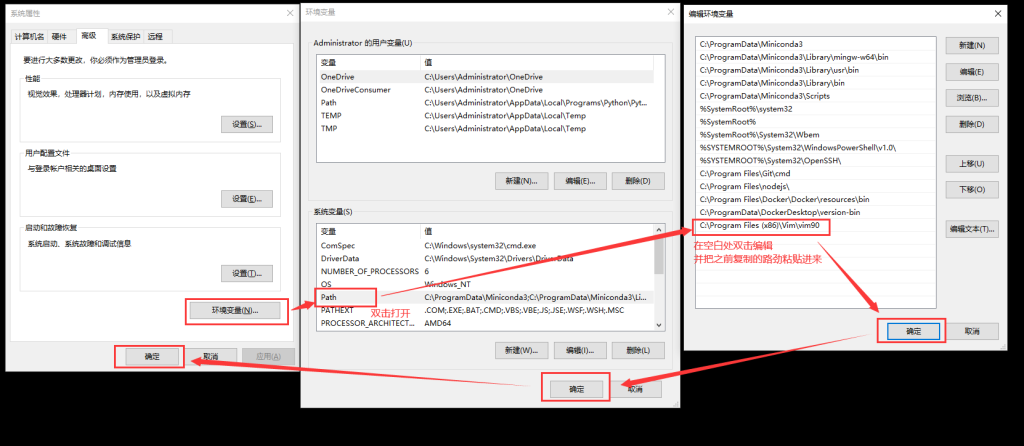 系统属性
计算机名
硬件
高级
系统保护
远程
要进行大多数更改，你必须作为管理员登录。
性能
视觉效果，处理器计划，内存使用，以及虚拟内存
设置(S)...
用户配置文件
与登录帐户相关的桌面设置
设置(E)...
启动和故障恢复
系统启动、系统故障和调试信息
设置(T)...
环境变量(N)...
确定
取消
应用(A)
环境变量
Administrator 的用户变量(U)
变量 值
OneDrive C:\Users\Administrator\OneDrive
OneDriveConsumer C:\Users\Administrator\OneDrive
Path C:\Users\Administrator\AppData\Local\Programs\Python\Pyt...
TEMP C:\Users\Administrator\AppData\Local\Temp
TMP C:\Users\Administrator\AppData\Local\Temp
新建(N)...
编辑(E)...
删除(D)
系统变量(S)
变量 值
ComSpec C:\Windows\system32\cmd.exe
DriverData C:\Windows\System32\Drivers\DriverData
NUMBER_OF_PROCESSORS 6
OS Windows_NT
Path C:\ProgramData\Miniconda3;C:\ProgramData\Miniconda3\Li...
PATHEXT .COM;.EXE;.BAT;.CMD;.VBS;.VBE;.JS;.JSE;.WSF;.WSH;.MSC
PROCESSOR_ARCHITECT... AMD64
双击打开
新建(W)...
编辑(I)...
删除(L)
确定
取消
编辑环境变量
C:\ProgramData\Miniconda3
C:\ProgramData\Miniconda3\Library\mingw-w64\bin
C:\ProgramData\Miniconda3\Library\usr\bin
C:\ProgramData\Miniconda3\Library\bin
C:\ProgramData\Miniconda3\Scripts
%SystemRoot%\system32
%SystemRoot%
%SystemRoot%\System32\Wbem
%SYSTEMROOT%\System32\WindowsPowerShell\v1.0\
%SYSTEMROOT%\System32\OpenSSH\
C:\Program Files\Git\cmd
C:\Program Files\nodejs\
C:\Program Files\Docker\Docker\resources\bin
C:\ProgramData\DockerDesktop\version-bin
C:\Program Files (x86)\Vim\vim90
在空白处双击编辑
并把之前复制的路劲粘贴进来
新建(N)
编辑(E)
浏览(B)...
删除(D)
上移(U)
下移(O)
编辑文本(T)...
确定
取消